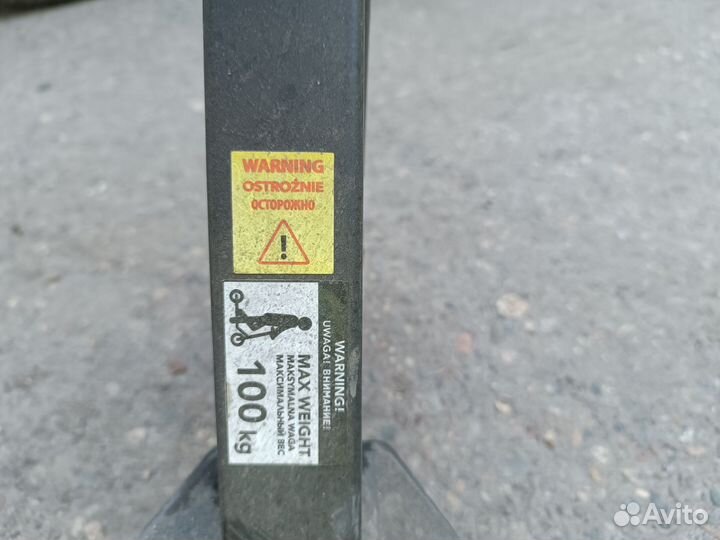 WARNING
OSTROŻNIE
ОСТОРОЖНО
WARNING!
UWAGA! ВНИМАНИЕ!
MAX WEIGHT
MAKSYMALNA WAGA
МАКСИМАЛЬНЫЙ ВЕС
100 kg
Avito